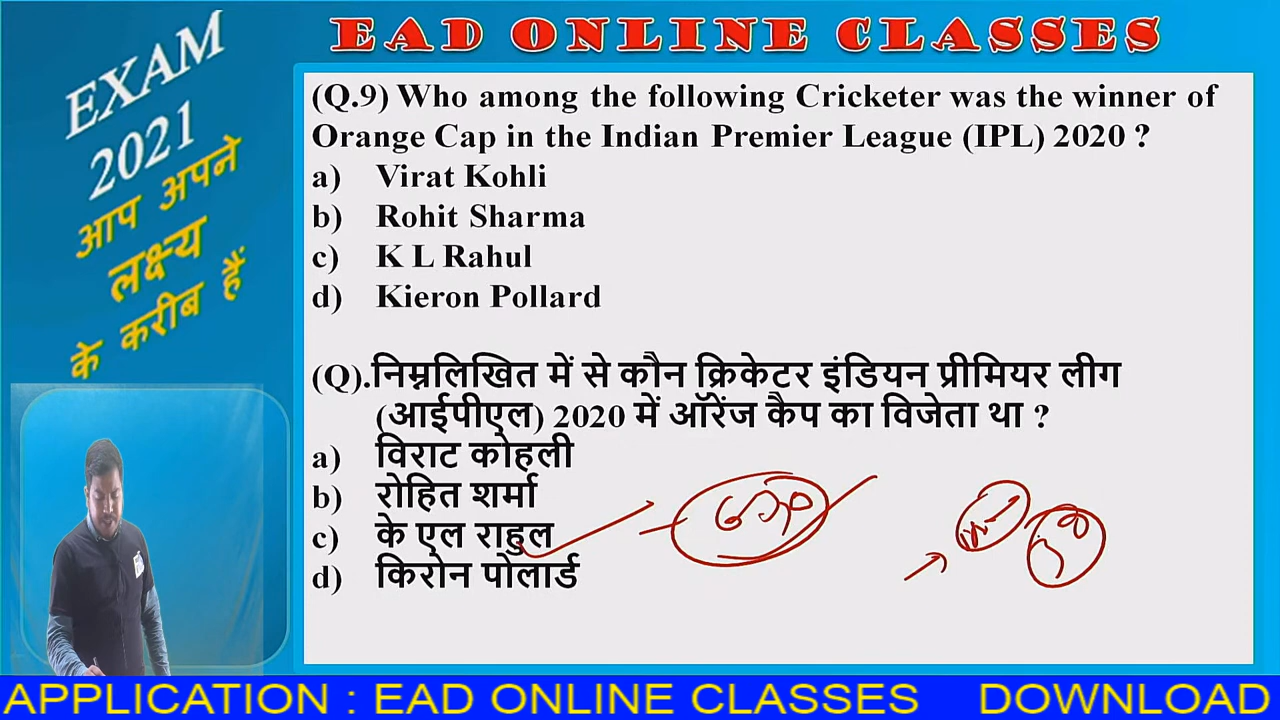 EAD ONLINE CLASSES
EXAM
2021
आप अपने
लक्ष्य
के करीब हैं
(Q.9) Who among the following Cricketer was the winner of
Orange Cap in the Indian Premier League (IPL) 2020 ?
a) Virat Kohli
b) Rohit Sharma
c) K L Rahul
d) Kieron Pollard
(Q).निम्नलिखित में से कौन क्रिकेटर इंडियन प्रीमियर लीग
(आईपीएल) 2020 में ऑरेंज कैप का विजेता था ?
a) विराट कोहली
b) रोहित शर्मा
c) के एल राहुल
d) किरोन पोलार्ड
APPLICATION : EAD ONLINE CLASSES DOWNLOAD